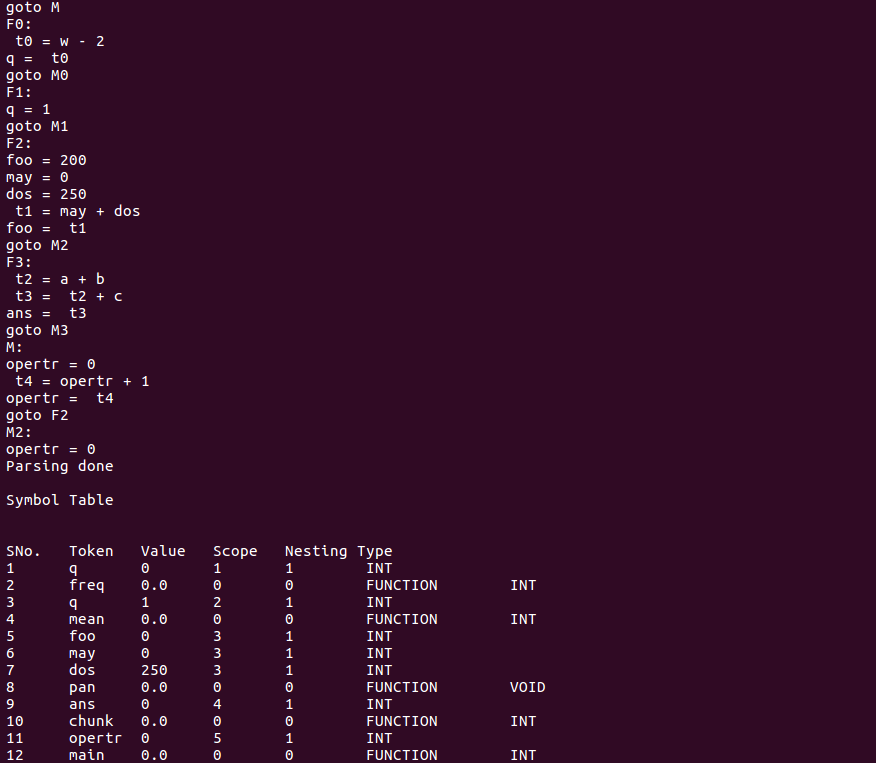 goto M
F0:
 t0 = w - 2
q =  t0
goto M0
F1:
q = 1
goto M1
F2:
foo = 200
may = 0
dos = 250
 t1 = may + dos
foo =  t1
goto M2
F3:
 t2 = a + b
 t3 =  t2 + c
ans =  t3
goto M3
M:
opertr = 0
 t4 = opertr + 1
opertr =  t4
goto F2
M2:
opertr = 0
Parsing done
Symbol Table
SNo.   Token   Value   Scope   Nesting Type
1      q       0       1       1        INT
2      freq    0.0     0       0        FUNCTION        INT
3      q       1       2       1        INT
4      mean    0.0     0       0        FUNCTION        INT
5      foo     0       3       1        INT
6      may     0       3       1        INT
7      dos     250     3       1        INT
8      pan     0.0     0       0        FUNCTION        VOID
9      ans     0       4       1        INT
10     chunk   0.0     0       0        FUNCTION        INT
11     opertr  0       5       1        INT
12     main    0.0     0       0        FUNCTION        INT